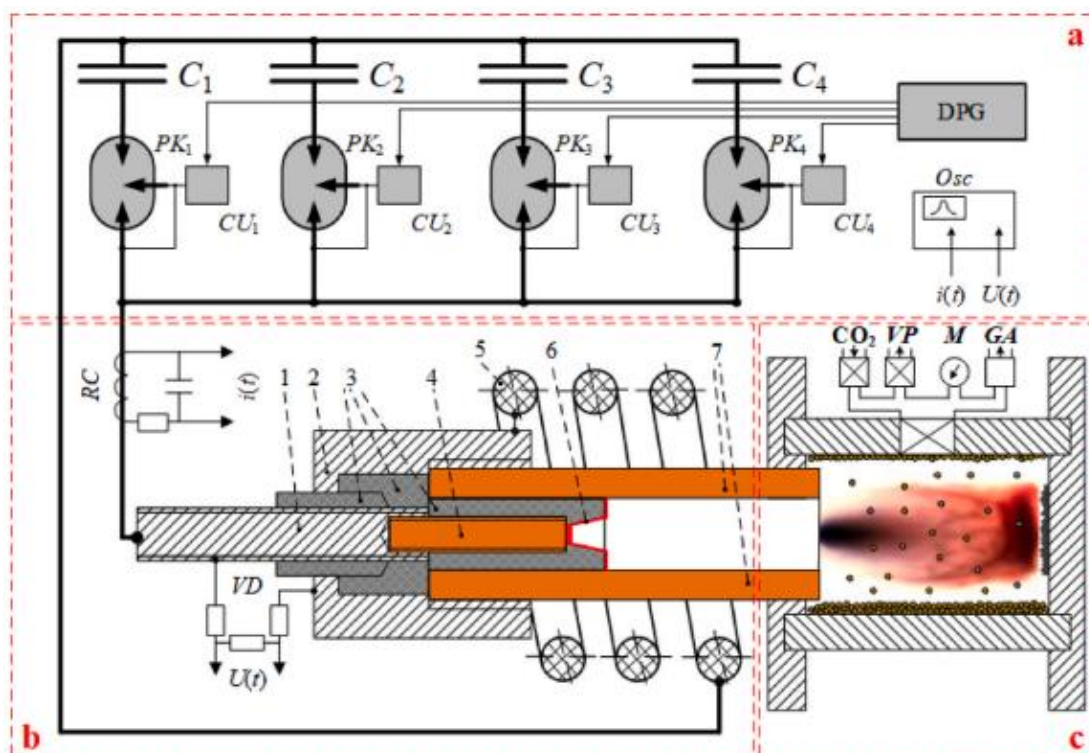 a
C1 C2 C3 C4
DPG
PK1 PK2 PK3 PK4
Osc
CU1 CU2 CU3 CU4
i(t) U(t)
CO2 VP M GA
RC
i(t)
1 2 3 4 5 6 7
VD
U(t)
b
c